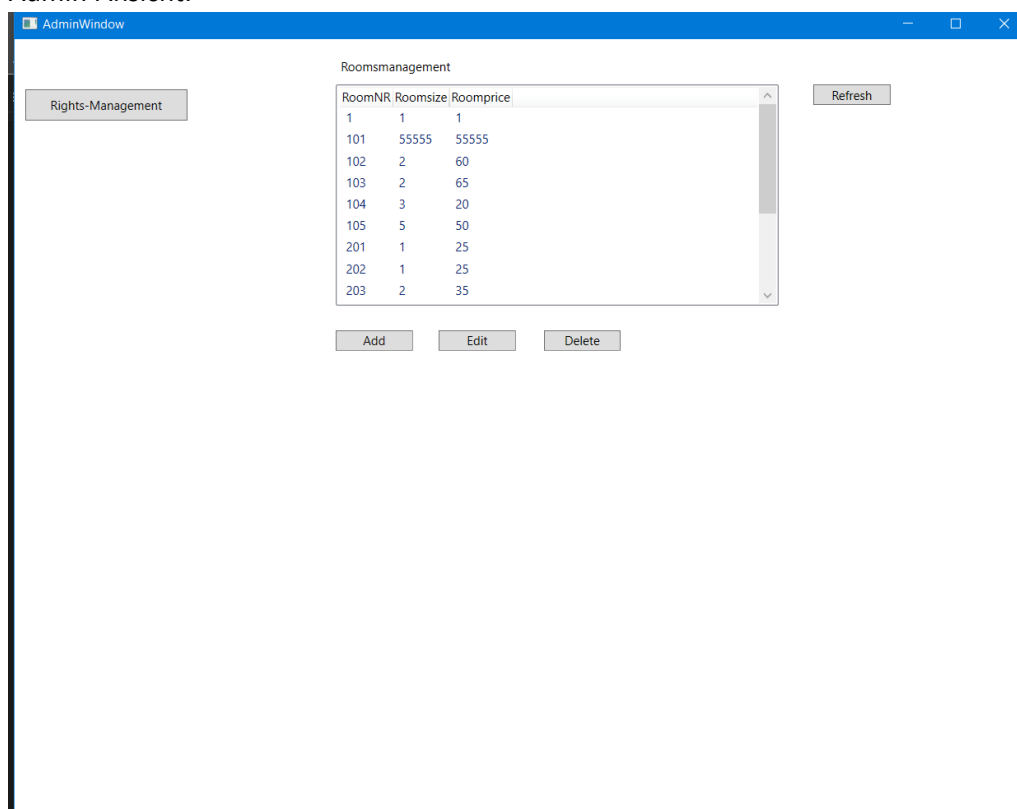 Admin Ansicht:
AdminWindow
Roomsmanagement
Rights-Management
Refresh
RoomNR Roomsize Roomprice
1 1 1
101 55555 55555
102 2 60
103 2 65
104 3 20
105 5 50
201 1 25
202 1 25
203 2 35
Add Edit Delete